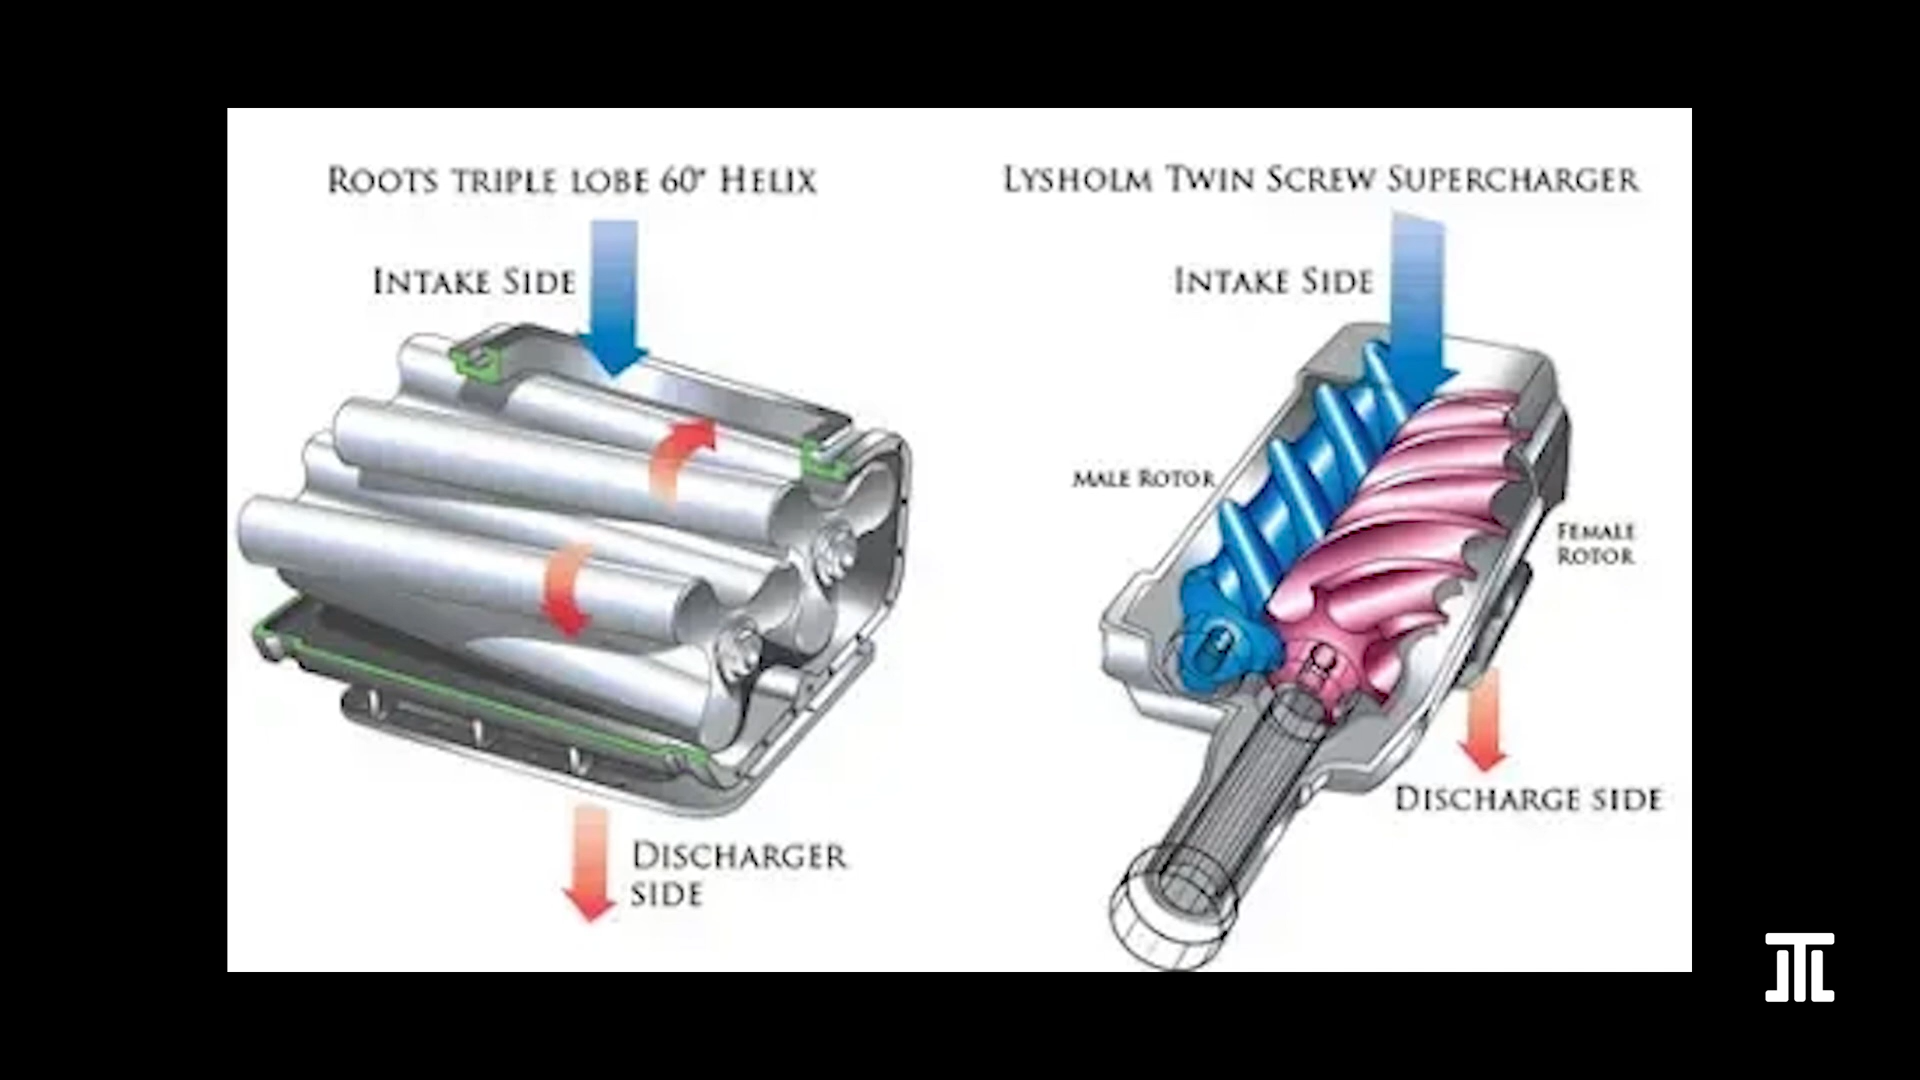 ROOTS TRIPLE LOBE 60° HELIX
INTAKE SIDE
DISCHARGER
SIDE
LYSHOLM TWIN SCREW SUPERCHARGER
INTAKE SIDE
MALE ROTOR
FEMALE
ROTOR
DISCHARGE SIDE